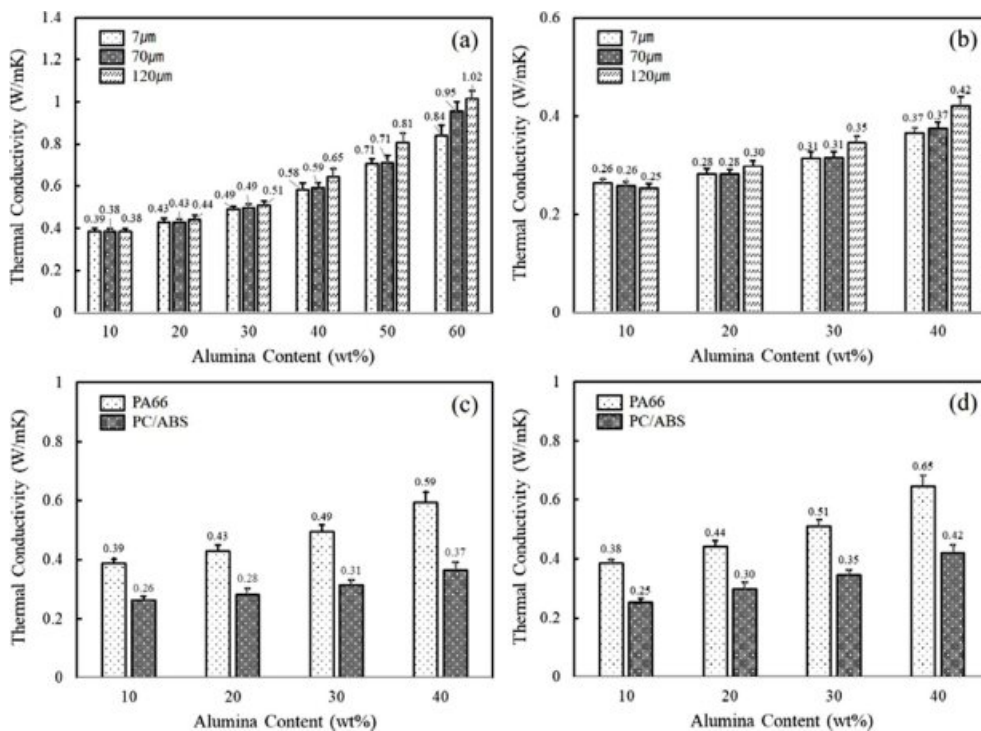 Thermal Conductivity (W/mK)
1.4
1.2
1
0.8
0.6
0.4
0.2
0
7㎛
70㎛
120㎛
(a)
0.39 0.38 0.38
0.43 0.43 0.44
0.49 0.49 0.51
0.58 0.59 0.65
0.71 0.71 0.81
0.84 0.95 1.02
10 20 30 40 50 60
Alumina Content (wt%)
Thermal Conductivity (W/mK)
0.6
0.4
0.2
0
7㎛
70㎛
120㎛
(b)
0.26 0.26 0.25
0.28 0.28 0.30
0.31 0.31 0.35
0.37 0.37 0.42
10 20 30 40
Alumina Content (wt%)
Thermal Conductivity (W/mK)
1
0.8
0.6
0.4
0.2
0
PA66
PC/ABS
(c)
0.39 0.26
0.43 0.28
0.49 0.31
0.59 0.37
10 20 30 40
Alumina Content (wt%)
Thermal Conductivity (W/mK)
1
0.8
0.6
0.4
0.2
0
PA66
PC/ABS
(d)
0.38 0.25
0.44 0.30
0.51 0.35
0.65 0.42
10 20 30 40
Alumina Content (wt%)